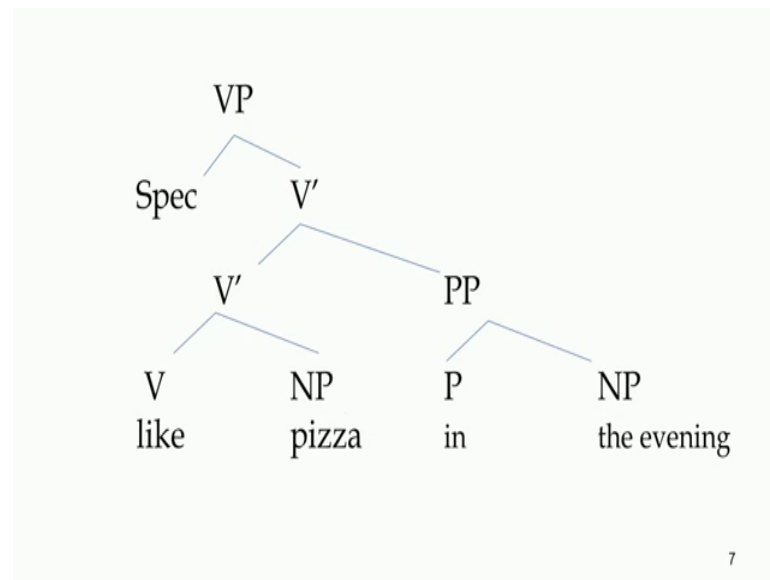 VP
Spec V′
V′ PP
V NP P NP
like pizza in the evening
7